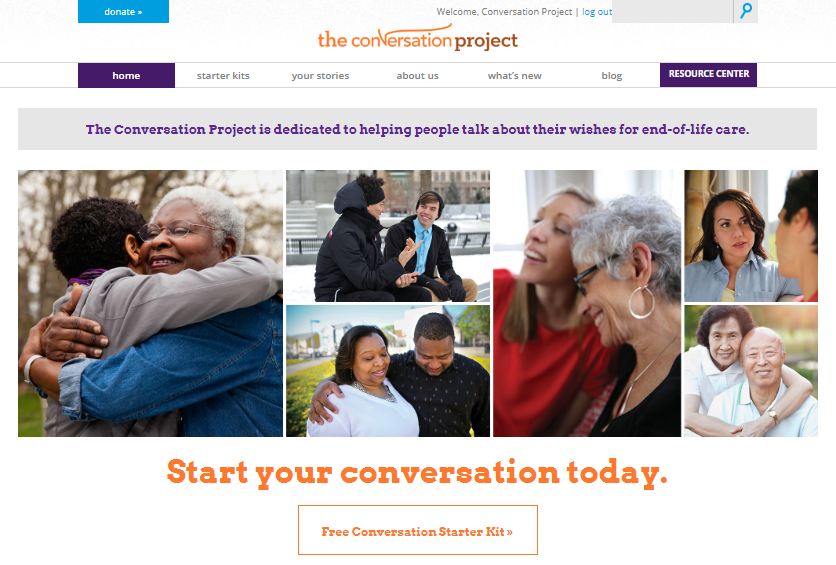 donate »
Welcome, Conversation Project | log out
the conversation project
home
starter kits
your stories
about us
what's new
blog
RESOURCE CENTER
The Conversation Project is dedicated to helping people talk about their wishes for end-of-life care.
Start your conversation today.
Free Conversation Starter Kit »